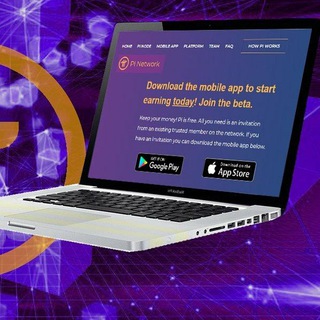 HOME PI NODE MOBILE APP PLATFORM TEAM FAQ HOW PI WORKS
Pi Network
Download the mobile app to start
earning today! Join the beta.
Keep your money! Pi is free. All you need is an invitation
from an existing trusted member on the network. If you
have an invitation you can download the mobile app below.
GET IT ON
Google Play
Download on the
App Store